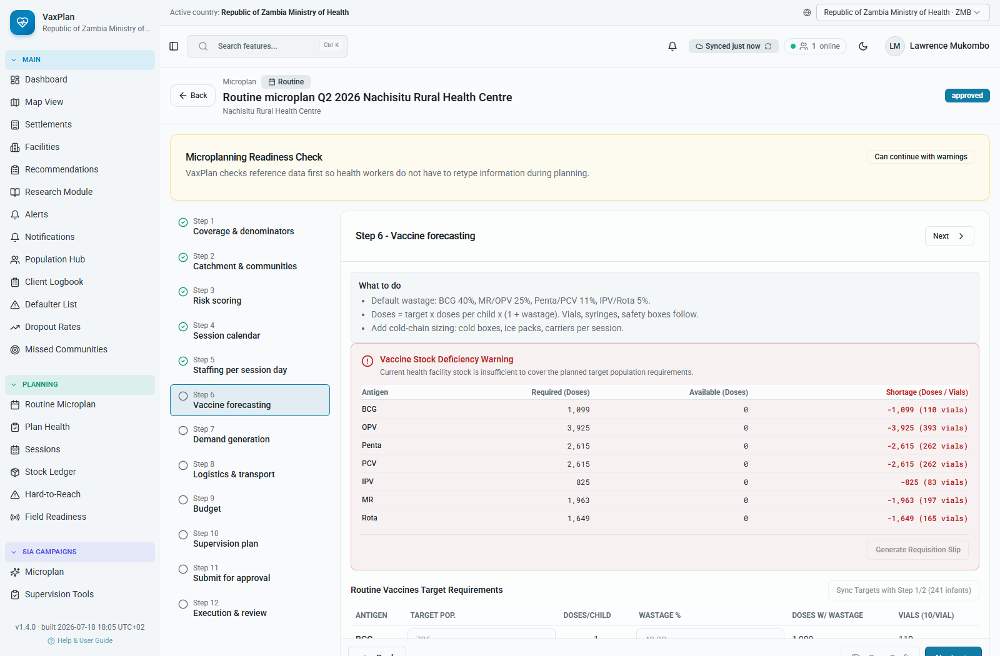 VaxPlan
Republic of Zambia Ministry of...
MAIN
Dashboard
Map View
Settlements
Facilities
Recommendations
Research Module
Alerts
Notifications
Population Hub
Client Logbook
Defaulter List
Dropout Rates
Missed Communities
PLANNING
Routine Microplan
Plan Health
Sessions
Stock Ledger
Hard-to-Reach
Field Readiness
SIA CAMPAIGNS
Microplan
Supervision Tools
v1.4.0 · built 2026-07-18 18:05 UTC+02
Help & User Guide
Active country: Republic of Zambia Ministry of Health
Republic of Zambia Ministry of Health · ZMB
Search features...
Ctrl K
Synced just now
1 online
LM
Lawrence Mukombo
Back
Microplan
Routine
Routine microplan Q2 2026 Nachisitu Rural Health Centre
Nachisitu Rural Health Centre
approved
Microplanning Readiness Check
Can continue with warnings
VaxPlan checks reference data first so health workers do not have to retype information during planning.
Step 1
Coverage & denominators
Step 2
Catchment & communities
Step 3
Risk scoring
Step 4
Session calendar
Step 5
Staffing per session day
Step 6
Vaccine forecasting
Step 7
Demand generation
Step 8
Logistics & transport
Step 9
Budget
Step 10
Supervision plan
Step 11
Submit for approval
Step 12
Execution & review
Step 6 - Vaccine forecasting
Next
What to do
• Default wastage: BCG 40%, MR/OPV 25%, Penta/PCV 11%, IPV/Rota 5%.
• Doses = target x doses per child x (1 + wastage). Vials, syringes, safety boxes follow.
• Add cold-chain sizing: cold boxes, ice packs, carriers per session.
Vaccine Stock Deficiency Warning
Current health facility stock is insufficient to cover the planned target population requirements.
Antigen Required (Doses) Available (Doses) Shortage (Doses / Vials)
BCG 1,099 0 -1,099 (110 vials)
OPV 3,925 0 -3,925 (393 vials)
Penta 2,615 0 -2,615 (262 vials)
PCV 2,615 0 -2,615 (262 vials)
IPV 825 0 -825 (83 vials)
MR 1,963 0 -1,963 (197 vials)
Rota 1,649 0 -1,649 (165 vials)
Generate Requisition Slip
Routine Vaccines Target Requirements
Sync Targets with Step 1/2 (241 infants)
ANTIGEN TARGET POP. DOSES/CHILD WASTAGE % DOSES W/ WASTAGE VIALS (10/VIAL)
BCG 785 1 40.00 1,099 110